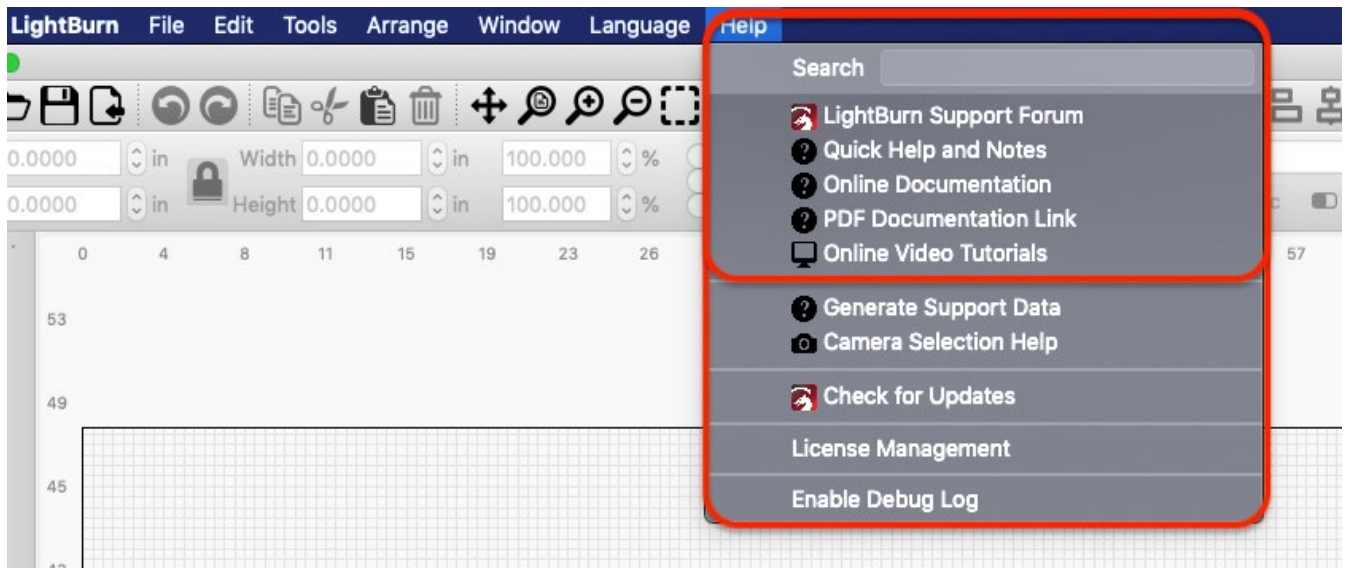 LightBurn File Edit Tools Arrange Window Language Help
Search
0.0000 in Width 0.0000 in 100.000 %
0.0000 in Height 0.0000 in 100.000 %
LightBurn Support Forum
Quick Help and Notes
Online Documentation
PDF Documentation Link
Online Video Tutorials
0 4 8 11 15 19 23 26 57
Generate Support Data
Camera Selection Help
Check for Updates
License Management
Enable Debug Log
53
49
45